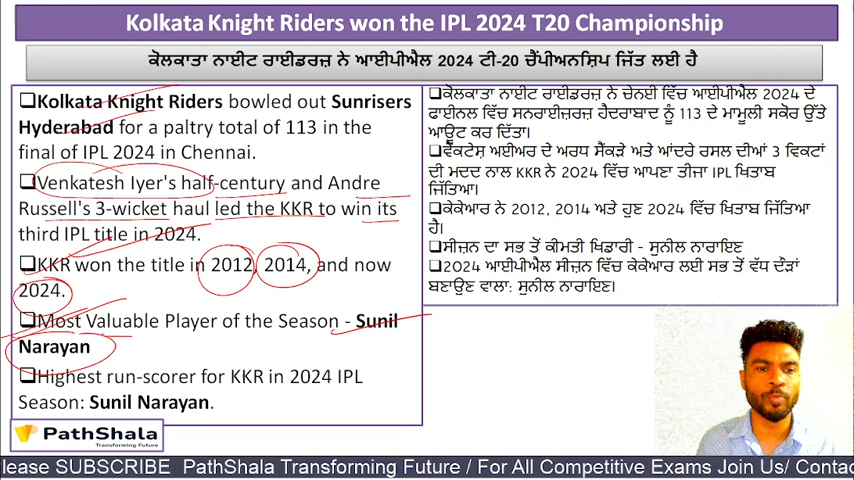 Kolkata Knight Riders won the IPL 2024 T20 Championship
ਕੋਲਕਾਤਾ ਨਾਈਟ ਰਾਈਡਰਜ਼ ਨੇ ਆਈਪੀਐਲ 2024 ਟੀ-20 ਚੈਂਪੀਅਨਸ਼ਿਪ ਜਿੱਤ ਲਈ ਹੈ
Kolkata Knight Riders bowled out Sunrisers
Hyderabad for a paltry total of 113 in the
final of IPL 2024 in Chennai.
Venkatesh Iyer's half-century and Andre
Russell's 3-wicket haul led the KKR to win its
third IPL title in 2024.
KKR won the title in 2012, 2014, and now
2024.
Most Valuable Player of the Season - Sunil
Narayan
Highest run-scorer for KKR in 2024 IPL
Season: Sunil Narayan.
ਕੋਲਕਾਤਾ ਨਾਈਟ ਰਾਈਡਰਜ਼ ਨੇ ਚੇਨਈ ਵਿੱਚ ਆਈਪੀਐਲ 2024 ਦੇ
ਫਾਈਨਲ ਵਿੱਚ ਸਨਰਾਈਜ਼ਰਜ਼ ਹੈਦਰਾਬਾਦ ਨੂੰ 113 ਦੇ ਮਾਮੂਲੀ ਸਕੋਰ ਉੱਤੇ
ਆਊਟ ਕਰ ਦਿੱਤਾ।
ਵੈਂਕਟੇਸ਼ ਅਈਅਰ ਦੇ ਅਰਧ ਸੈਂਕੜੇ ਅਤੇ ਆਂਦਰੇ ਰਸਲ ਦੀਆਂ 3 ਵਿਕਟਾਂ
ਦੀ ਮਦਦ ਨਾਲ KKR ਨੇ 2024 ਵਿੱਚ ਆਪਣਾ ਤੀਜਾ IPL ਖਿਤਾਬ
ਜਿੱਤਿਆ।
ਕੇਕੇਆਰ ਨੇ 2012, 2014 ਅਤੇ ਹੁਣ 2024 ਵਿੱਚ ਖਿਤਾਬ ਜਿੱਤਿਆ
ਹੈ।
ਸੀਜ਼ਨ ਦਾ ਸਭ ਤੋਂ ਕੀਮਤੀ ਖਿਡਾਰੀ - ਸੁਨੀਲ ਨਾਰਾਇਣ
2024 ਆਈਪੀਐਲ ਸੀਜ਼ਨ ਵਿੱਚ ਕੇਕੇਆਰ ਲਈ ਸਭ ਤੋਂ ਵੱਧ ਦੌੜਾਂ
ਬਣਾਉਣ ਵਾਲਾ: ਸੁਨੀਲ ਨਾਰਾਇਣ।
PathShala
Transforming Future
lease SUBSCRIBE PathShala Transforming Future / For All Competitive Exams Join Us/ Contac